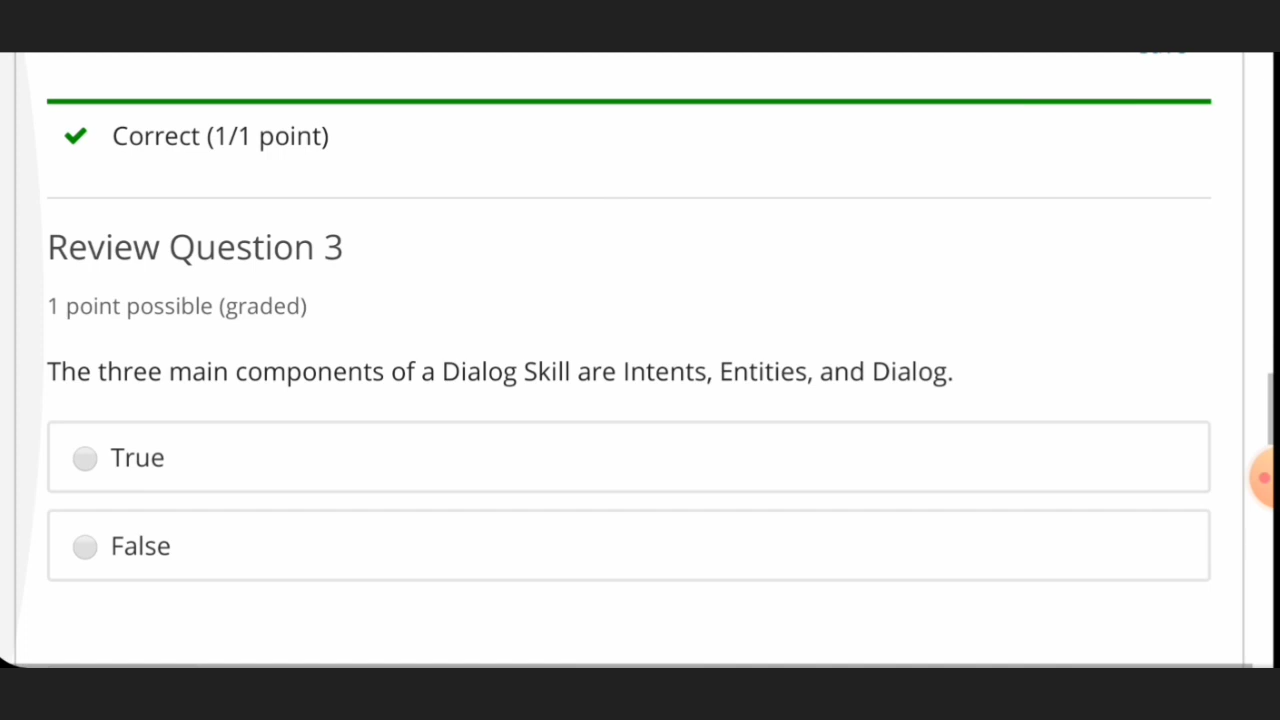 Correct (1/1 point)
Review Question 3
1 point possible (graded)
The three main components of a Dialog Skill are Intents, Entities, and Dialog.
True
False